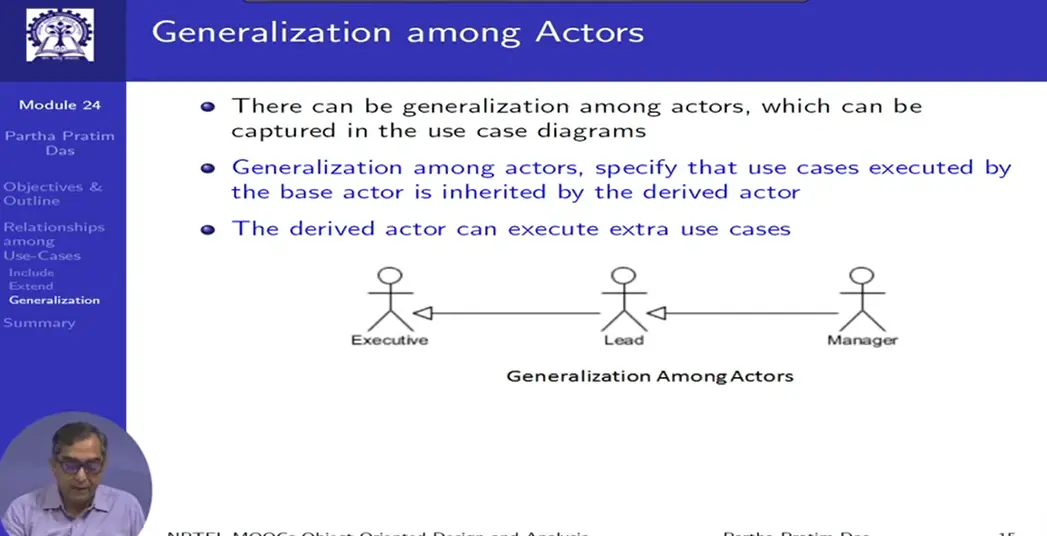 Generalization among Actors
Module 24
Partha Pratim
Das
Objectives &
Outline
Relationships
among
Use-Cases
Include
Extend
Generalization
Summary
There can be generalization among actors, which can be
captured in the use case diagrams
Generalization among actors, specify that use cases executed by
the base actor is inherited by the derived actor
The derived actor can execute extra use cases
Executive
Lead
Manager
Generalization Among Actors
NPTEL MOOCs Object Oriented Design and Analysis
Partha Pratim Das
15